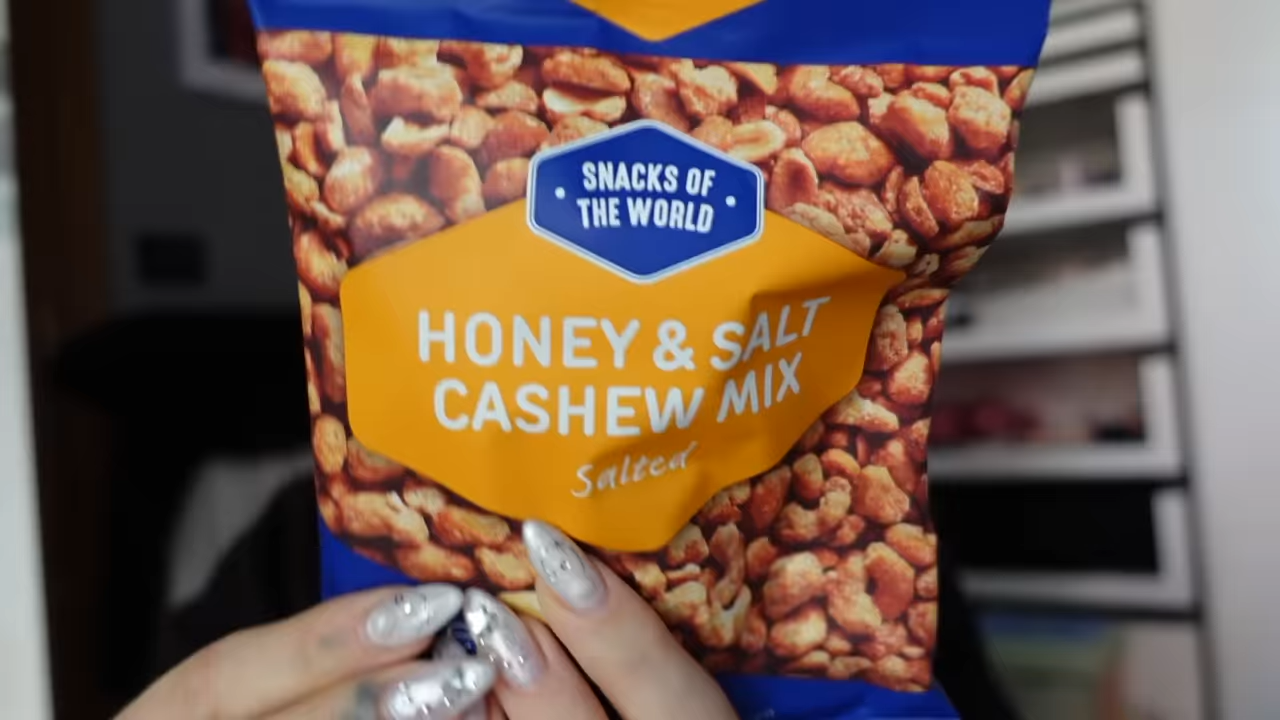 SNACKS OF
THE WORLD
HONEY & SALT
CASHEW MIX
Salted